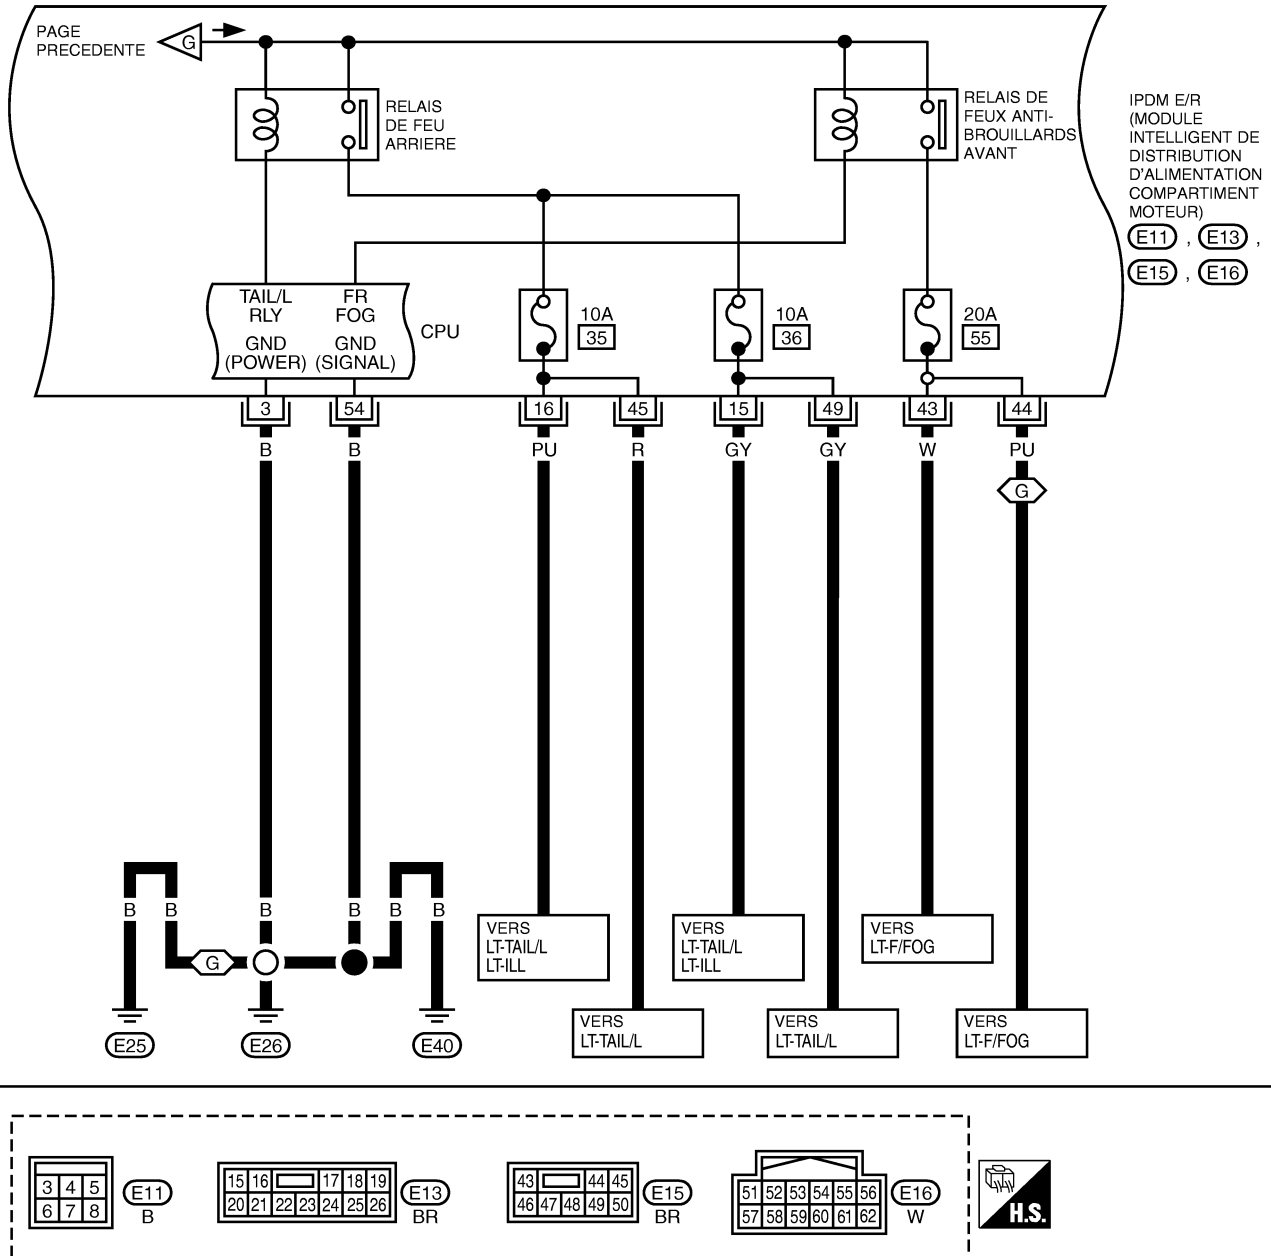 PAGE
PRECEDENTE
G
RELAIS
DE FEU
ARRIERE
RELAIS DE
FEUX ANTI-
BROUILLARDS
AVANT
IPDM E/R
(MODULE
INTELLIGENT DE
DISTRIBUTION
D'ALIMENTATION
COMPARTIMENT
MOTEUR)
E11 , E13 ,
E15 , E16
TAIL/L
RLY
FR
FOG
GND
(POWER)
GND
(SIGNAL)
CPU
10A
35
10A
36
20A
55
3 54 16 45 15 49 43 44
B B PU R GY GY W PU
G
B B B B B B
G
VERS
LT-TAIL/L
LT-ILL
VERS
LT-TAIL/L
LT-ILL
VERS
LT-F/FOG
VERS
LT-TAIL/L
VERS
LT-TAIL/L
VERS
LT-F/FOG
E25 E26 E40
3 4 5
6 7 8
E11
B
15 16 17 18 19
20 21 22 23 24 25 26
E13
BR
43 44 45
46 47 48 49 50
E15
BR
51 52 53 54 55 56
57 58 59 60 61 62
E16
W
H.S.